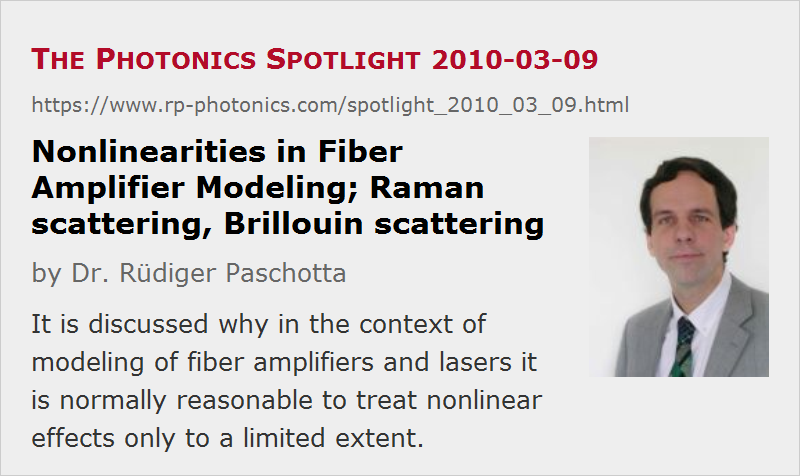 The Photonics Spotlight 2010-03-09
https://www.rp-photonics.com/spotlight_2010_03_09.html
Nonlinearities in Fiber
Amplifier Modeling; Raman
scattering, Brillouin scattering
by Dr. Rüdiger Paschotta
It is discussed why in the context of
modeling of fiber amplifiers and lasers it
is normally reasonable to treat nonlinear
effects only to a limited extent.